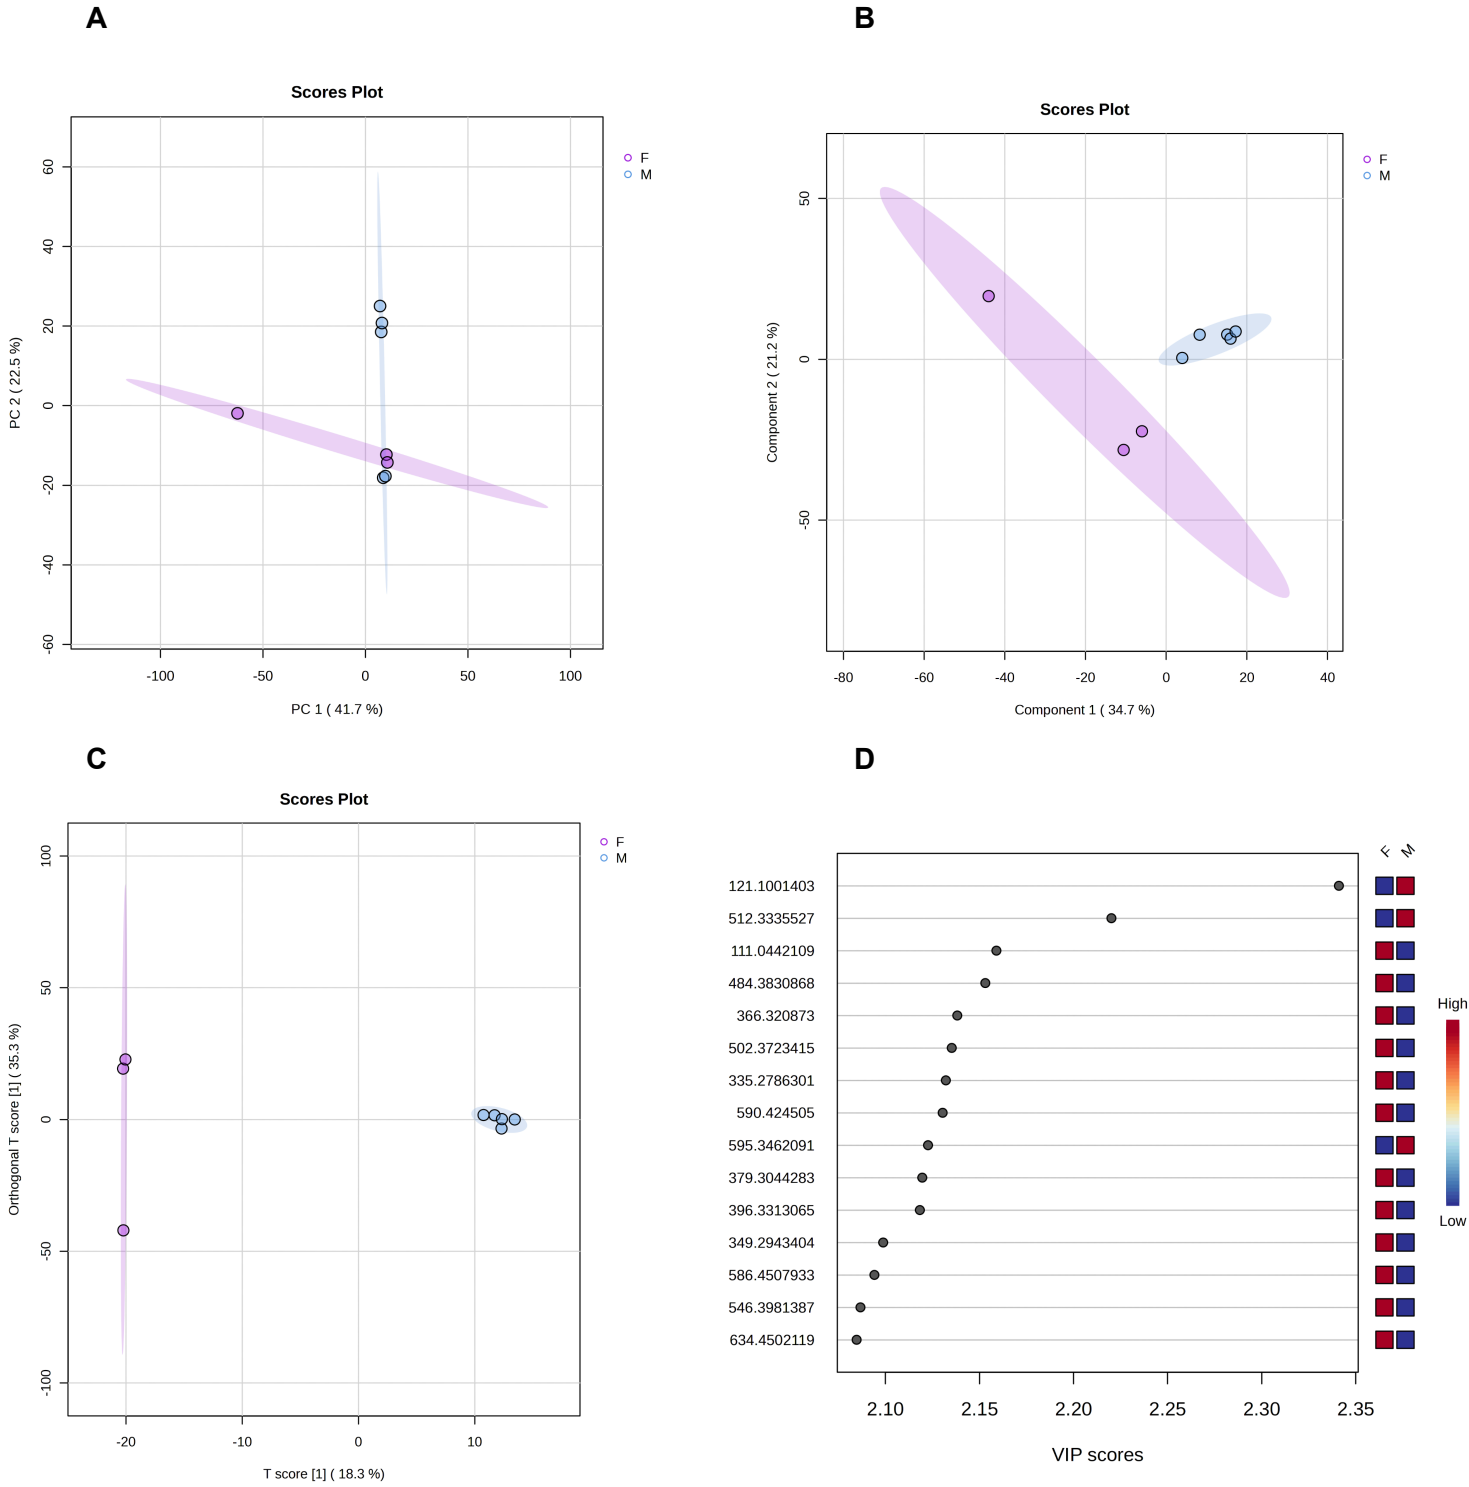 A
Scores Plot
F
M
60
40
20
0
-20
-40
-60
PC 2 ( 22.5 %)
-100
-50
0
50
100
PC 1 ( 41.7 %)
B
Scores Plot
F
M
50
0
-50
Component 2 ( 21.2 %)
-80
-60
-40
-20
0
20
40
Component 1 ( 34.7 %)
C
Scores Plot
F
M
100
50
0
-50
-100
Orthogonal T score [1] ( 35.3 %)
-20
-10
0
10
T score [1] ( 18.3 %)
D
F
M
121.1001403
512.3335527
111.0442109
484.3830868
366.320873
502.3723415
335.2786301
590.424505
595.3462091
379.3044283
396.3313065
349.2943404
586.4507933
546.3981387
634.4502119
High
Low
2.10
2.15
2.20
2.25
2.30
2.35
VIP scores